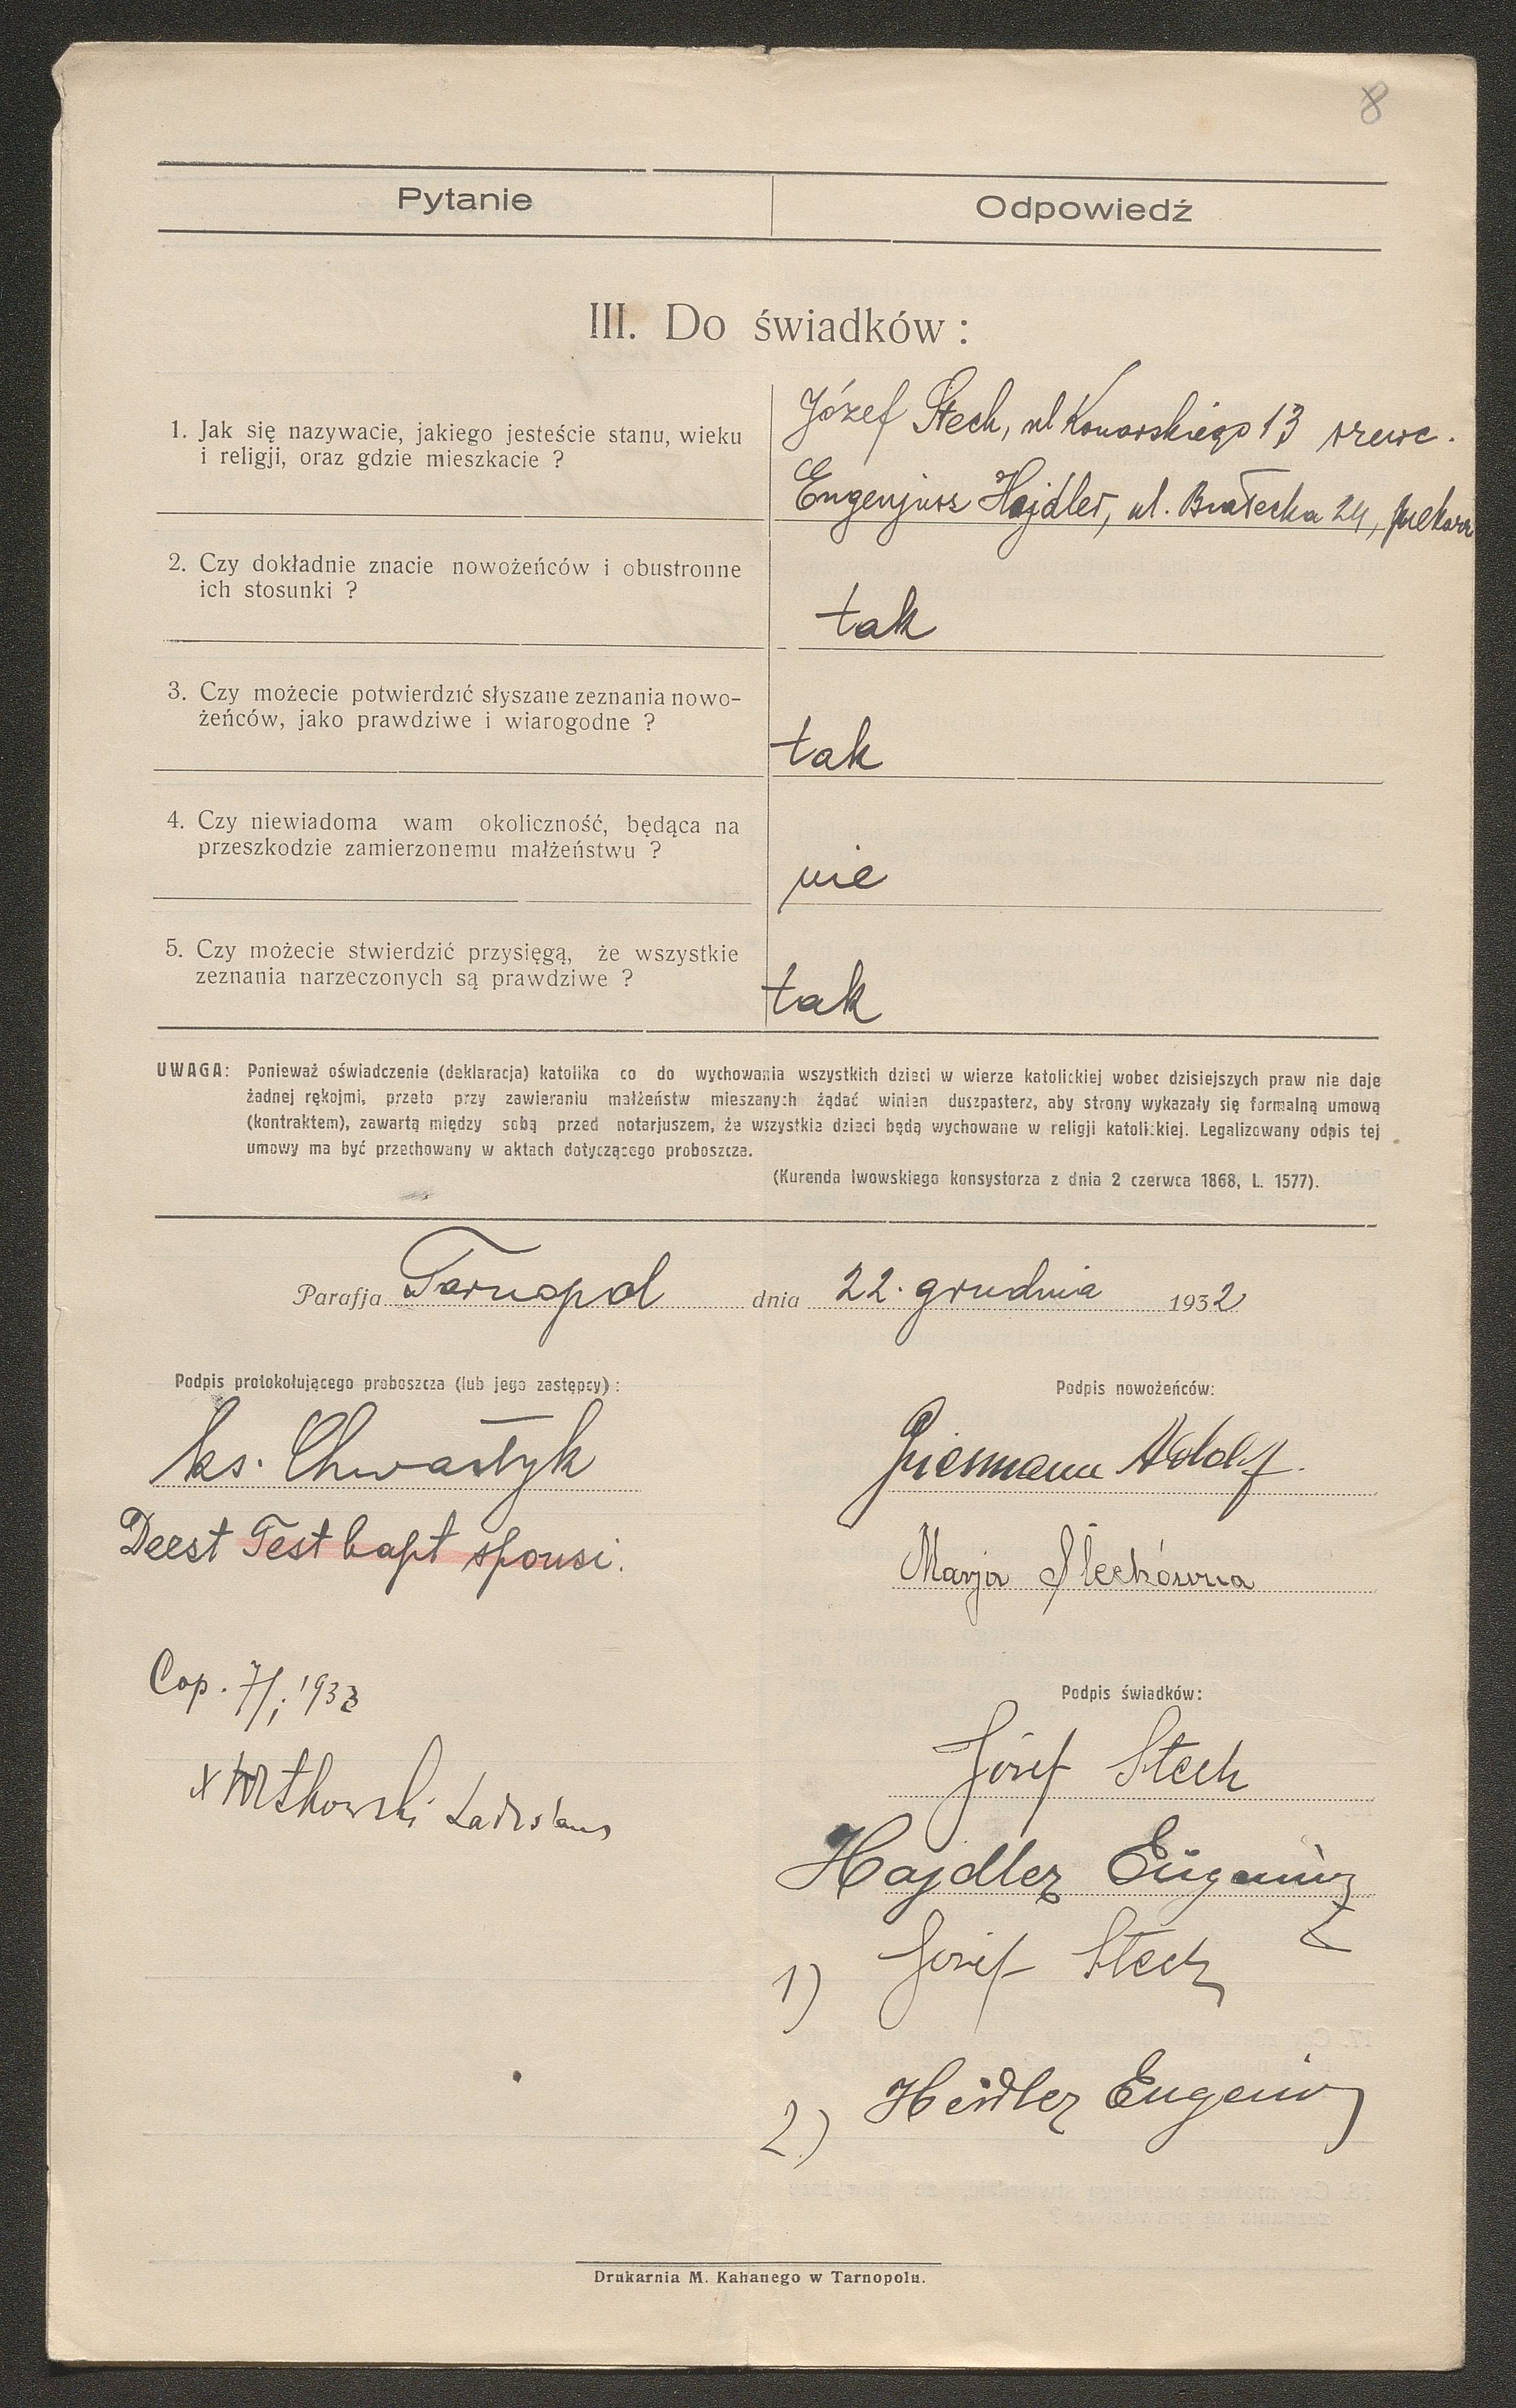 8
Pytanie
Odpowiedź
III. Do świadków :
1. Jak się nazywacie, jakiego jesteście stanu, wieku
i religji, oraz gdzie mieszkacie ?
Józef Stech, ul Konarskiego 13 szewc.
Eugenjusz Hajdler, ul. 24, piekarz
2. Czy dokładnie znacie nowożeńców i obustronne
ich stosunki ?
tak
3. Czy możecie potwierdzić słyszane zeznania nowo-
żeńców, jako prawdziwe i wiarogodne ?
tak
4. Czy niewiadoma wam okoliczność, będąca na
przeszkodzie zamierzonemu małżeństwu ?
nie
5. Czy możecie stwierdzić przysięgą, że wszystkie
zeznania narzeczonych są prawdziwe ?
tak
UWAGA: Ponieważ oświadczenie (deklaracja) katolika co do wychowania wszystkich dzieci w wierze katolickiej wobec dzisiejszych praw nie daje
żadnej rękojmi, przeto przy zawieraniu małżeństw mieszanych żądać winien duszpasterz, aby strony wykazały się formalną umową
(kontraktem), zawartą między sobą przed notarjuszem, że wszystkie dzieci będą wychowane w religji katolickiej. Legalizowany odpis tej
umowy ma być przechowany w aktach dotyczącego proboszcza.
(Kurenda lwowskiego konsystorza z dnia 2 czerwca 1868, L. 1577).
Parafja Tarnopol dnia 22. grudnia 1932
Podpis protokołującego proboszcza (lub jego zastępcy) :
ks. Chwastyk
Deest Test bapt sponsi.
Cop. 7/I 1933
Ladislaus
Podpis nowożeńców:
Giesmann Adolf.
Marja Stechówna
Podpis świadków:
Józef Stech
Hajdler Eugeniusz
1) Józef Stech
2) Heidler Eugeniusz
Drukarnia M. Kahanego w Tarnopolu.